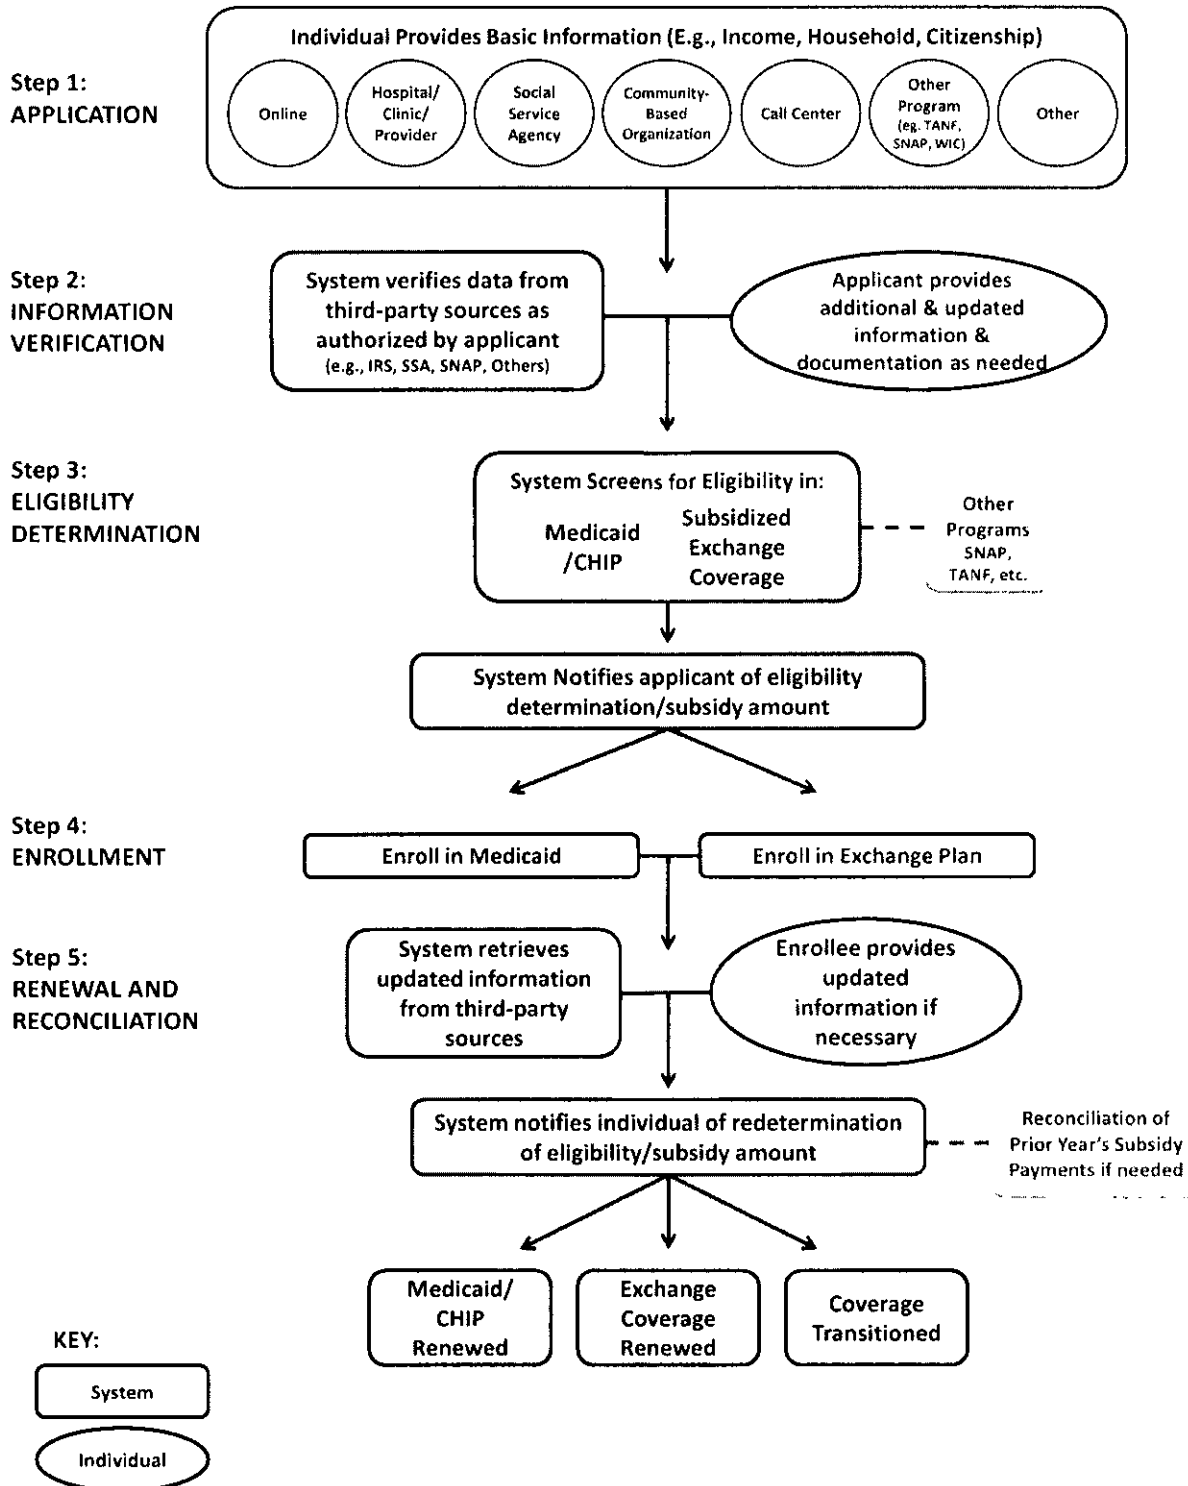 Individual Provides Basic Information (E.g., Income, Household, Citizenship)
Step 1:
APPLICATION
Online
Hospital/
Clinic/
Provider
Social
Service
Agency
Community-
Based
Organization
Call Center
Other
Program
(eg. TANF,
SNAP, WIC)
Other
Step 2:
INFORMATION
VERIFICATION
System verifies data from
third-party sources as
authorized by applicant
(e.g., IRS, SSA, SNAP, Others)
Applicant provides
additional & updated
information &
documentation as needed
Step 3:
ELIGIBILITY
DETERMINATION
System Screens for Eligibility in:
Medicaid
/CHIP
Subsidized
Exchange
Coverage
Other
Programs
SNAP,
TANF, etc.
System Notifies applicant of eligibility
determination/subsidy amount
Step 4:
ENROLLMENT
Enroll in Medicaid
Enroll in Exchange Plan
Step 5:
RENEWAL AND
RECONCILIATION
System retrieves
updated information
from third-party
sources
Enrollee provides
updated
information if
necessary
System notifies individual of redetermination
of eligibility/subsidy amount
Reconciliation of
Prior Year's Subsidy
Payments if needed
Medicaid/
CHIP
Renewed
Exchange
Coverage
Renewed
Coverage
Transitioned
KEY:
System
Individual